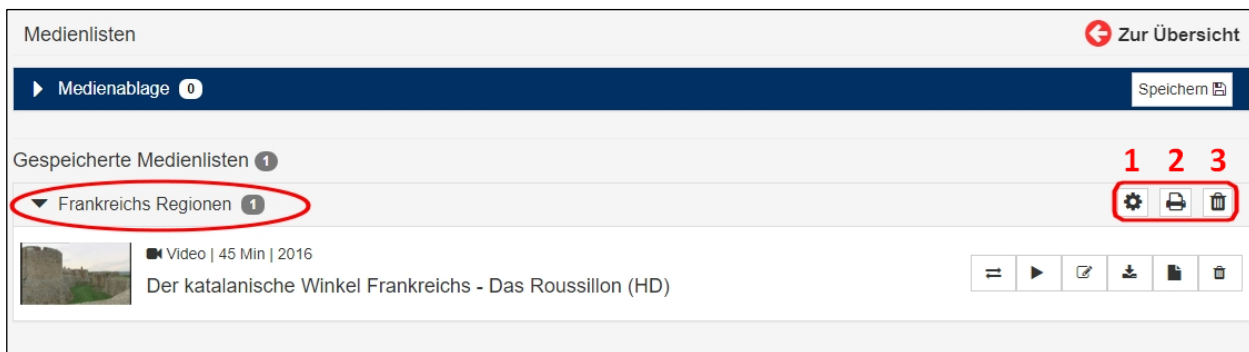 Medienlisten
Zur Übersicht
Medienablage 0
Speichern
Gespeicherte Medienlisten 1
1 2 3
Frankreichs Regionen 1
Video | 45 Min | 2016
Der katalanische Winkel Frankreichs - Das Roussillon (HD)